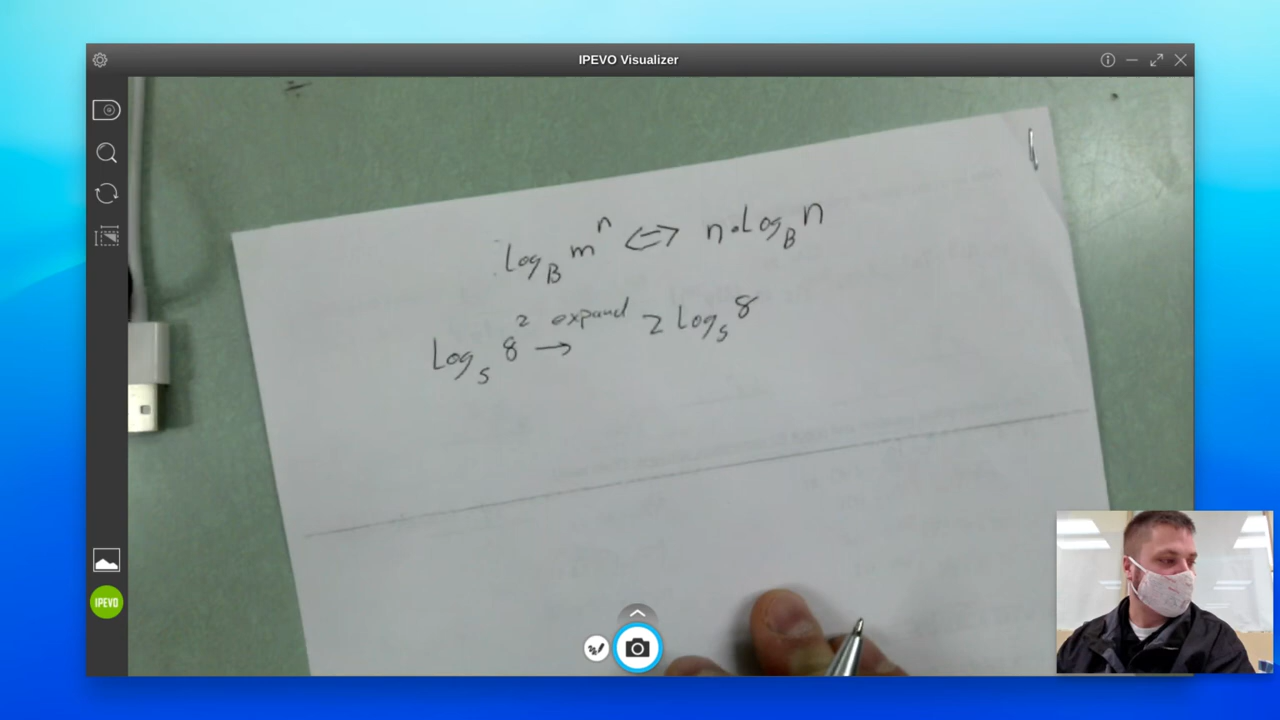 IPEVO Visualizer
log_B m^n ⇔ n•Log_B n
Log_5 8^2 expand → 2 Log_5 8
IPEVO